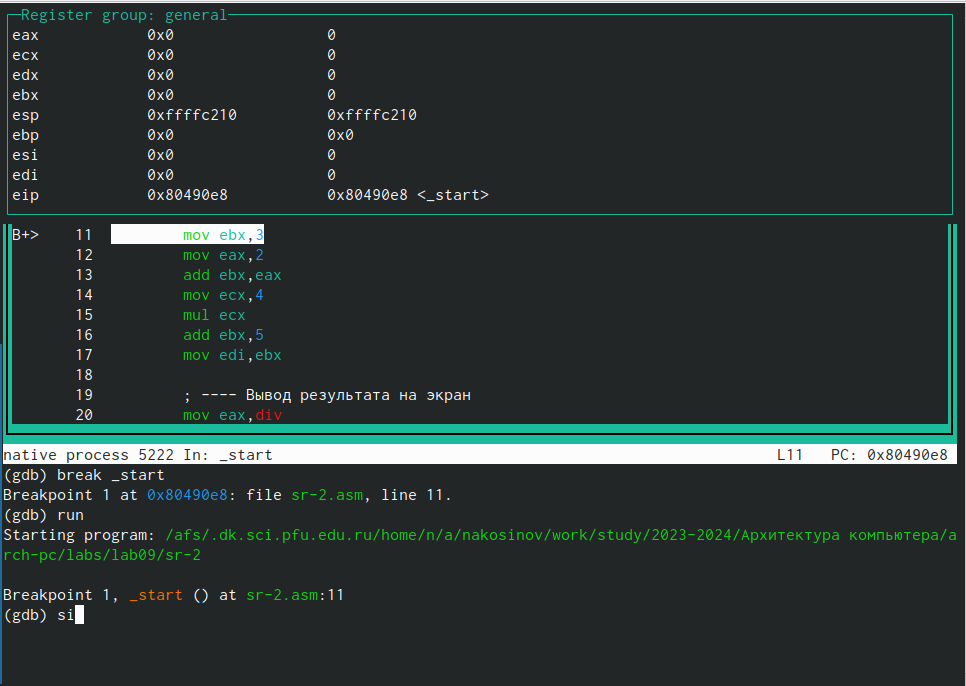 Register group: general
eax 0x0 0
ecx 0x0 0
edx 0x0 0
ebx 0x0 0
esp 0xffffc210 0xffffc210
ebp 0x0 0x0
esi 0x0 0
edi 0x0 0
eip 0x80490e8 0x80490e8 <_start>
B+> 11 mov ebx,3
12 mov eax,2
13 add ebx,eax
14 mov ecx,4
15 mul ecx
16 add ebx,5
17 mov edi,ebx
18
19 ; ---- Вывод результата на экран
20 mov eax,div
native process 5222 In: _start L11 PC: 0x80490e8
(gdb) break _start
Breakpoint 1 at 0x80490e8: file sr-2.asm, line 11.
(gdb) run
Starting program: /afs/.dk.sci.pfu.edu.ru/home/n/a/nakosinov/work/study/2023-2024/Архитектура компьютера/a
rch-pc/labs/lab09/sr-2
Breakpoint 1, _start () at sr-2.asm:11
(gdb) si